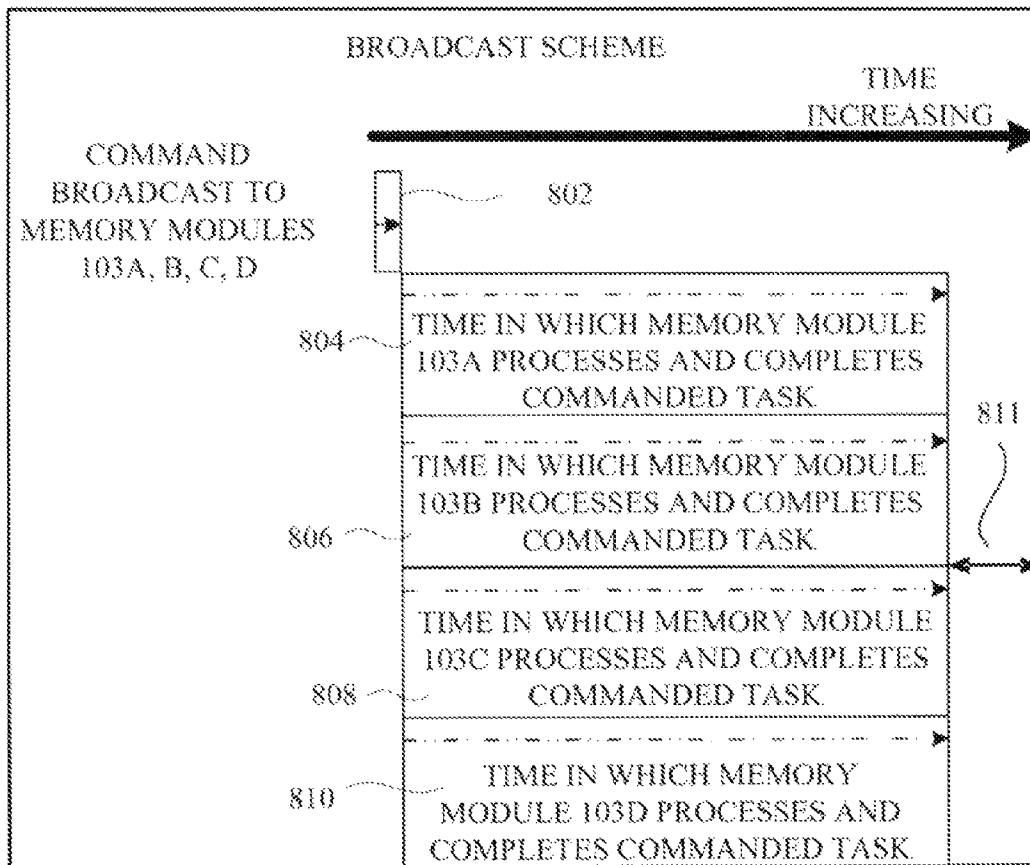 BROADCAST SCHEME
TIME
INCREASING
COMMAND
BROADCAST TO
MEMORY MODULES
103A, B, C, D
802
804
TIME IN WHICH MEMORY MODULE
103A PROCESSES AND COMPLETES
COMMANDED TASK
811
806
TIME IN WHICH MEMORY MODULE
103B PROCESSES AND COMPLETES
COMMANDED TASK
808
TIME IN WHICH MEMORY MODULE
103C PROCESSES AND COMPLETES
COMMANDED TASK
810
TIME IN WHICH MEMORY
MODULE 103D PROCESSES AND
COMPLETES COMMANDED TASK